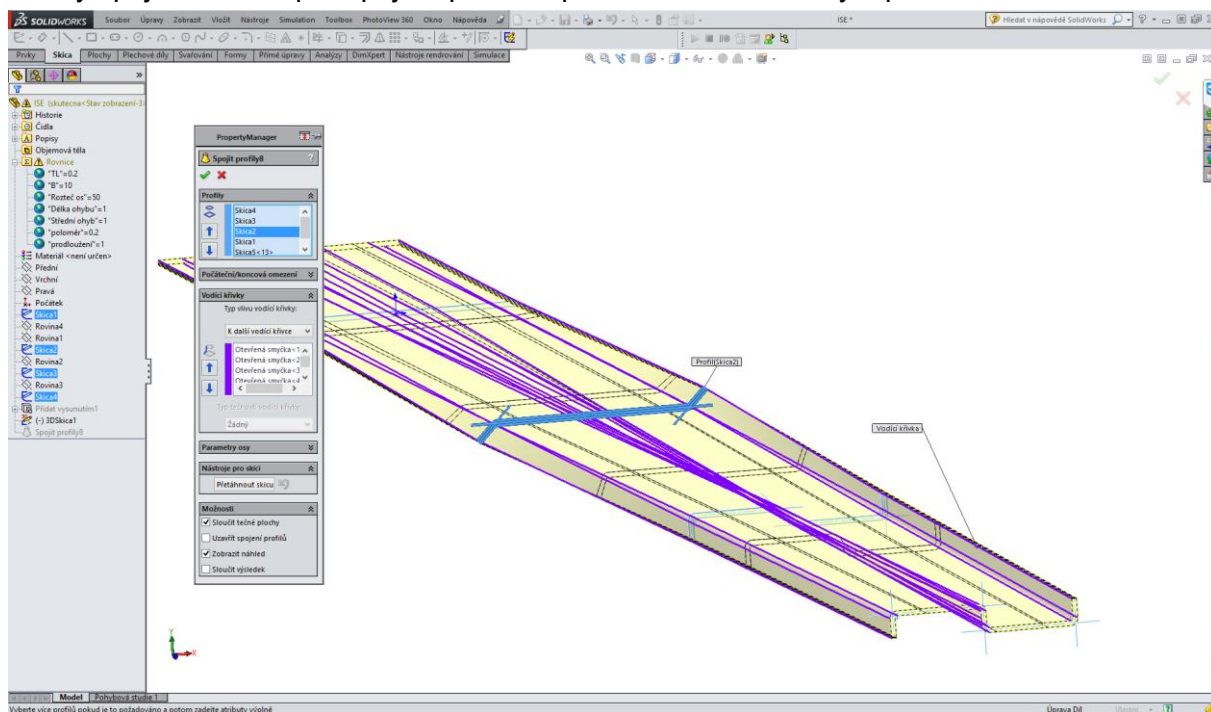 SOLIDWORKS Soubor Úpravy Zobrazit Vložit Nástroje Simulation Toolbox PhotoView 360 Okno Nápověda ISE * Hledat v nápovědě SolidWorks
Prvky Skica Plochy Plechové díly Svařování Formy Přímé úpravy Analýzy DimXpert Nástroje rendrování Simulace
ISE (skutecna<Stav zobrazení-3
Historie
Čidla
Popisy
Objemová těla
Rovnice
"TL"=0.2
"B"=10
"Rozteč os"=50
"Délka ohybu"=1
"Střední ohyb"=1
"poloměr"=0.2
"prodloužení"=1
Materiál <není určen>
Přední
Vrchní
Pravá
Počátek
Skica1
Rovina4
Rovina1
Skica2
Rovina2
Skica3
Rovina3
Skica4
Přidat vysunutím1
(-) 3DSkica1
Spojit profily8
PropertyManager
Spojit profily8
?
Profily
Skica4
Skica3
Skica2
Skica1
Skica5<12>
Počáteční/koncová omezení
Vodicí křivky
Typ vlivu vodicí křivky:
K další vodicí křivce
Otevřená smyčka<1
Otevřená smyčka<2
Otevřená smyčka<3
Otevřená smyčka<4
Typ tečnosti vodicí křivky
Žádný
Parametry osy
Nástroje pro skici
Přetáhnout skicu
Možnosti
Sloučit tečné plochy
Uzavřít spojení profilů
Zobrazit náhled
Sloučit výsledek
Profil(Skica2)
Vodicí křivka
Y
X
Model Pohybová studie 1
Vyberte více profilů pokud je to požadováno a potom zadejte atributy výplně Úprava Díl Vlastní